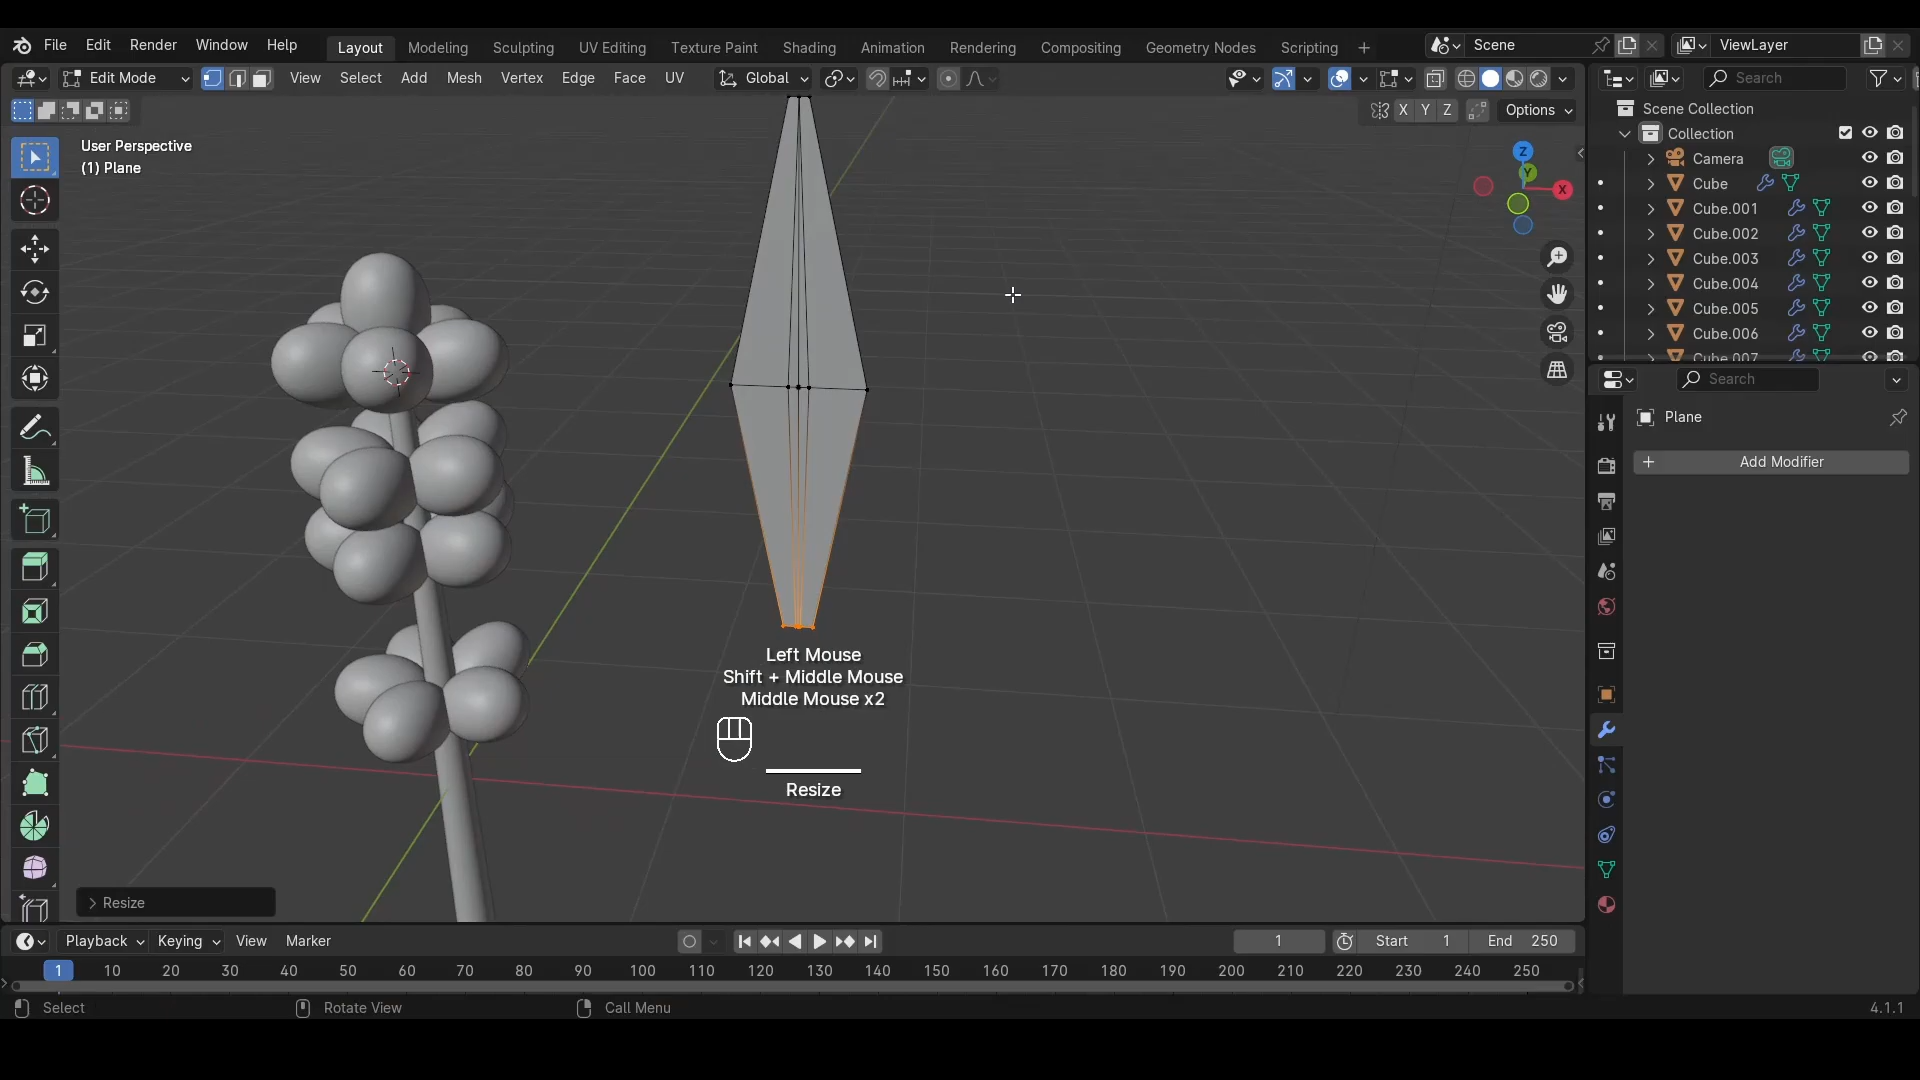 File Edit Render Window Help Layout Modeling Sculpting UV Editing Texture Paint Shading Animation Rendering Compositing Geometry Nodes Scripting + Scene ViewLayer
Edit Mode View Select Add Mesh Vertex Edge Face UV Global Search
X Y Z Options
User Perspective
(1) Plane
Scene Collection
Collection
Camera
Cube
Cube.001
Cube.002
Cube.003
Cube.004
Cube.005
Cube.006
Cube.007
Z
Y
X
Search
Plane
+ Add Modifier
Left Mouse
Shift + Middle Mouse
Middle Mouse x2
Resize
> Resize
Playback Keying View Marker 1 Start 1 End 250
1 10 20 30 40 50 60 70 80 90 100 110 120 130 140 150 160 170 180 190 200 210 220 230 240 250
Select Rotate View Call Menu 4.1.1